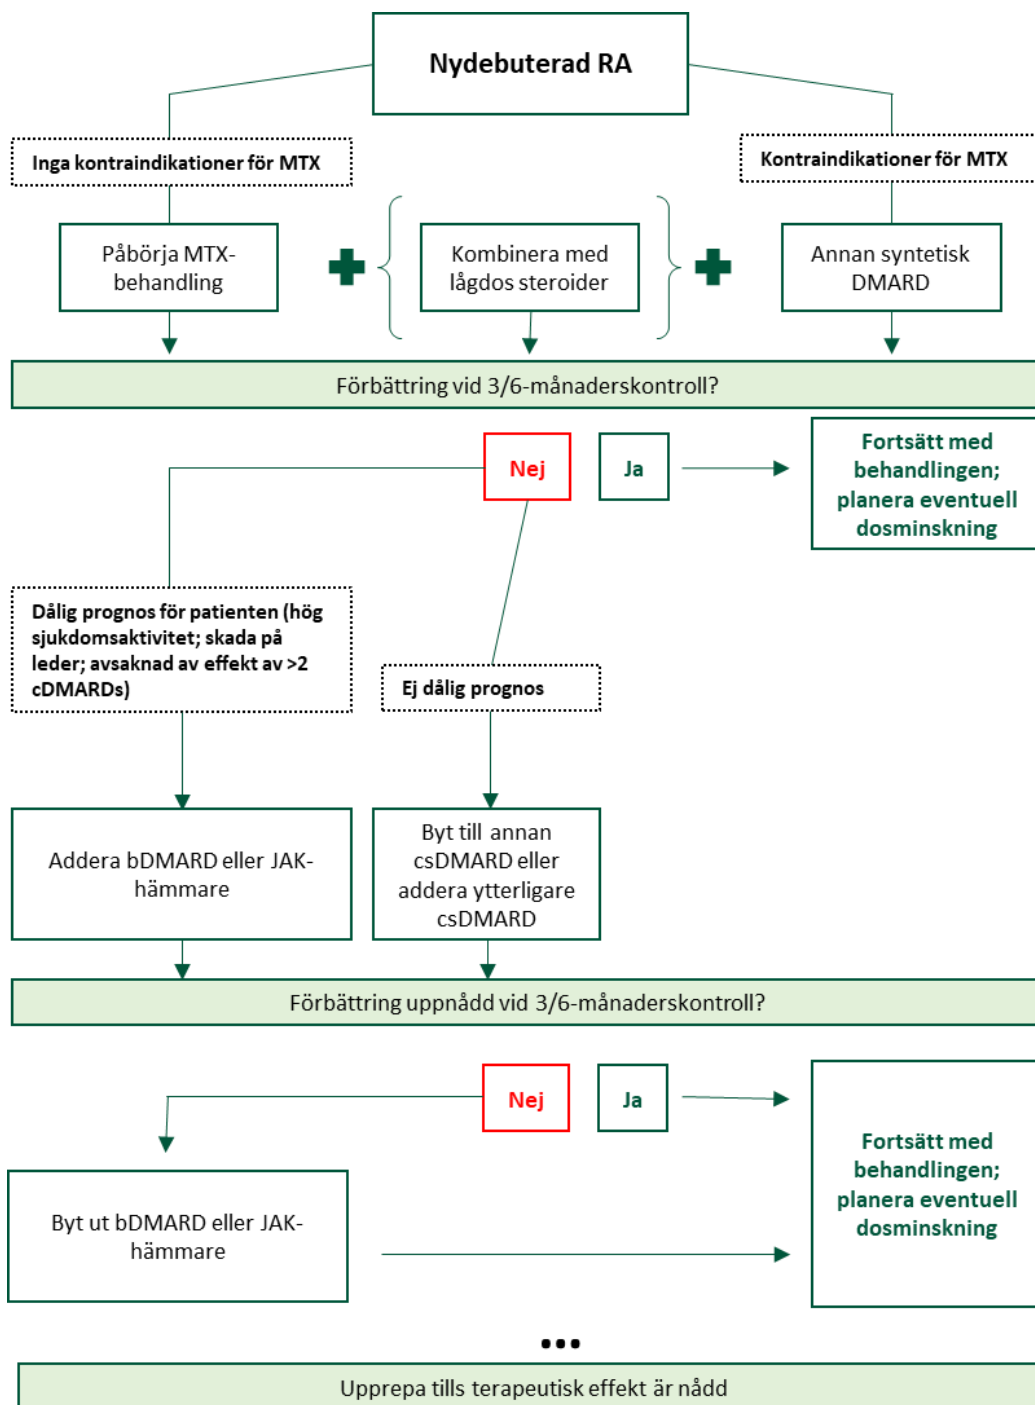 Nydebuterad RA
Inga kontraindikationer för MTX
Kontraindikationer för MTX
Påbörja MTX-
behandling
Kombinera med
lågdos steroider
Annan syntetisk
DMARD
Förbättring vid 3/6-månaderskontroll?
Nej
Ja
Fortsätt med
behandlingen;
planera eventuell
dosminskning
Dålig prognos för patienten (hög
sjukdomsaktivitet; skada på
leder; avsaknad av effekt av >2
cDMARDs)
Ej dålig prognos
Addera bDMARD eller JAK-
hämmare
Byt till annan
csDMARD eller
addera ytterligare
csDMARD
Förbättring uppnådd vid 3/6-månaderskontroll?
Nej
Ja
Fortsätt med
behandlingen;
planera eventuell
dosminskning
Byt ut bDMARD eller JAK-
hämmare
...
Upprepa tills terapeutisk effekt är nådd